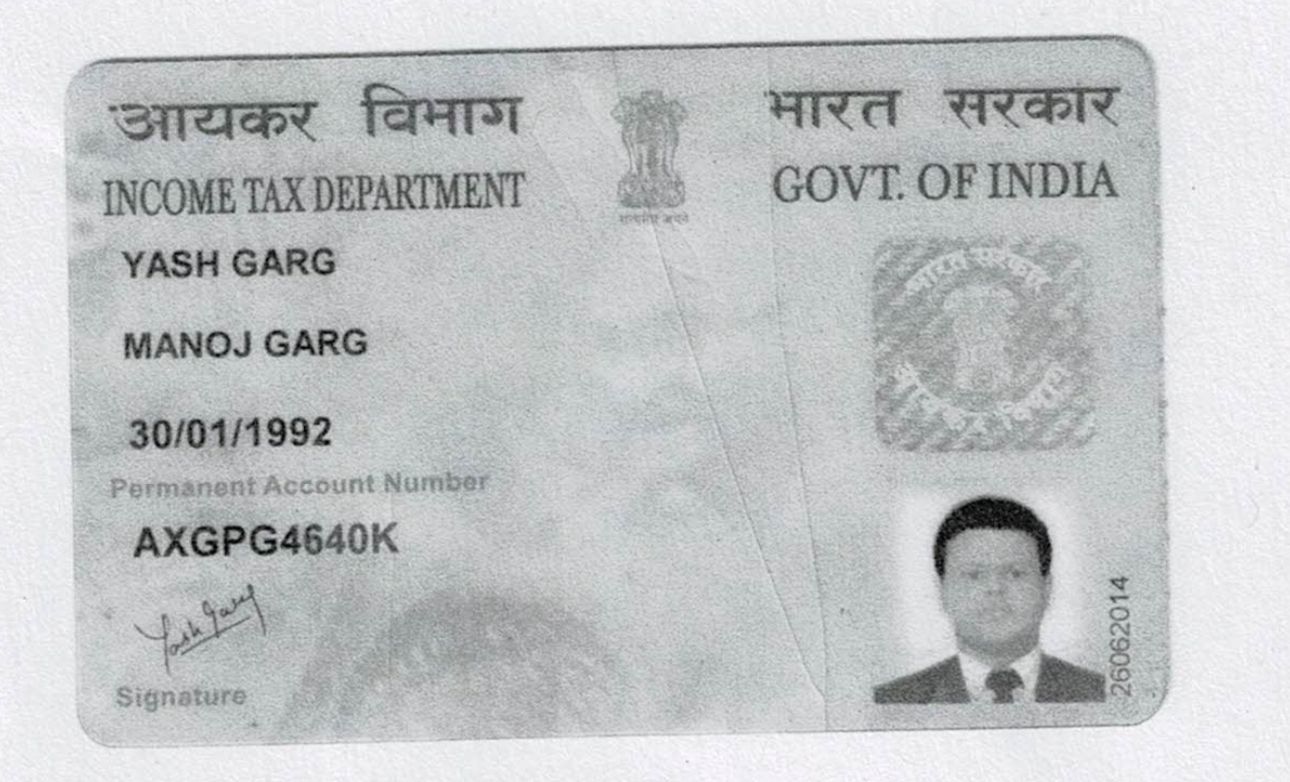 आयकर विभाग
INCOME TAX DEPARTMENT
भारत सरकार
GOVT. OF INDIA
सत्यमेव जयते
YASH GARG
MANOJ GARG
30/01/1992
Permanent Account Number
AXGPG4640K
Yash Garg
Signature
भारत सरकार
आयकर विभाग
26062014